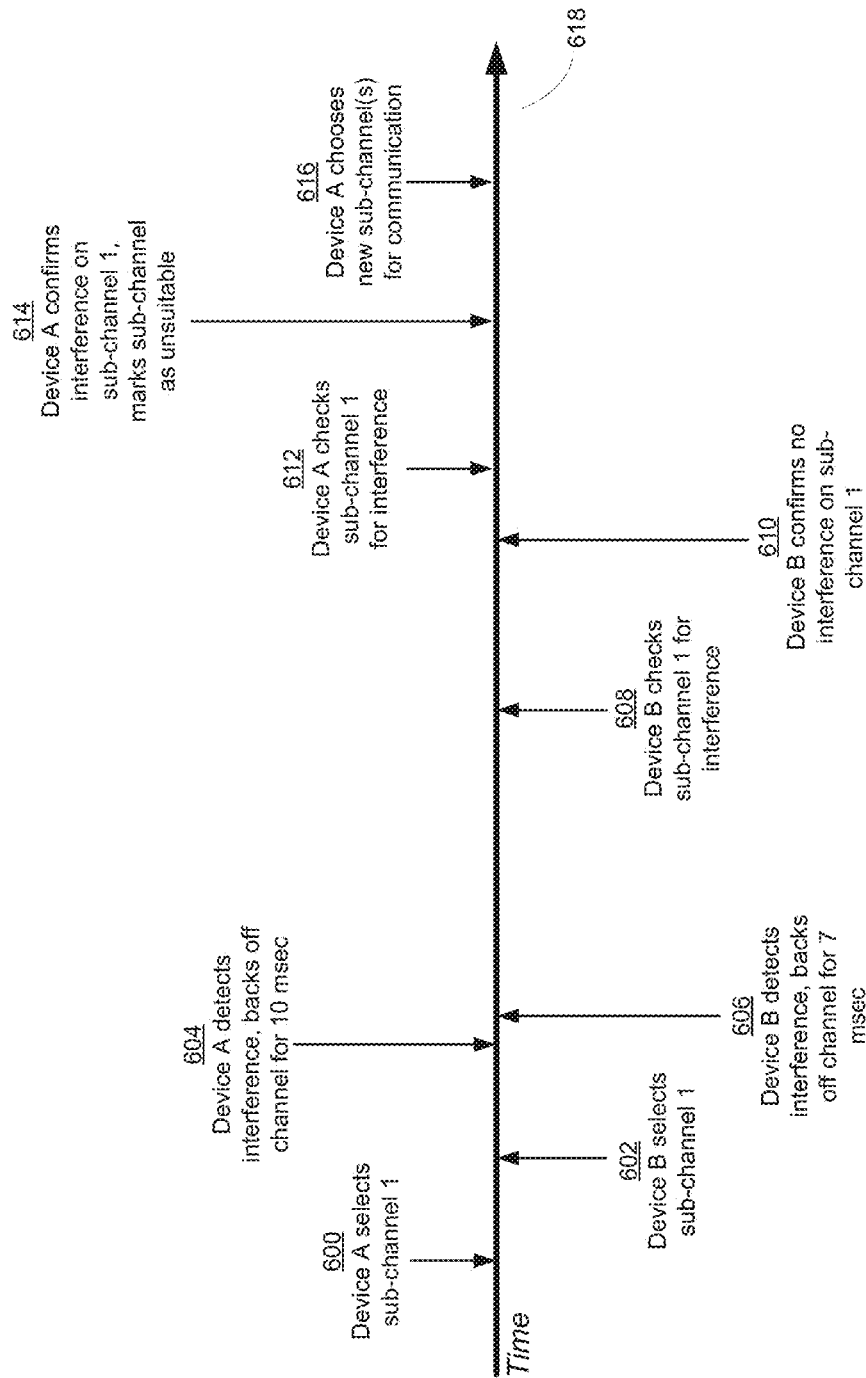 600
Device A selects
sub-channel 1
602
Device B selects
sub-channel 1
604
Device A detects
interference, backs off
channel for 10 msec
606
Device B detects
interference, backs
off channel for 7
msec
608
Device B checks
sub-channel 1 for
interference
610
Device B confirms no
interference on sub-
channel 1
612
Device A checks
sub-channel 1
for interference
614
Device A confirms
interference on
sub-channel 1,
marks sub-channel
as unsuitable
616
Device A chooses
new sub-channel(s)
for communication
618
Time